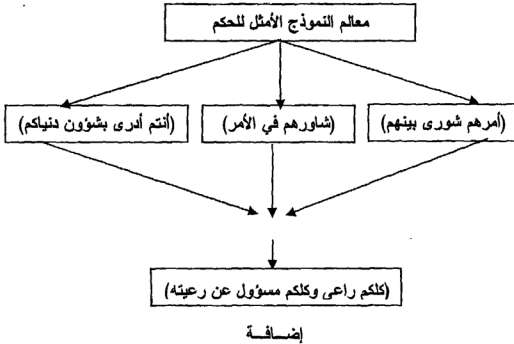 معالم النموذج الأمثل للحكم
(أمرهم شورى بينهم)
(شاورهم في الأمر)
(أنتم أدرى بشؤون دنياكم)
(كلكم راعى وكلكم مسؤول عن رعيته)
إضــافــة